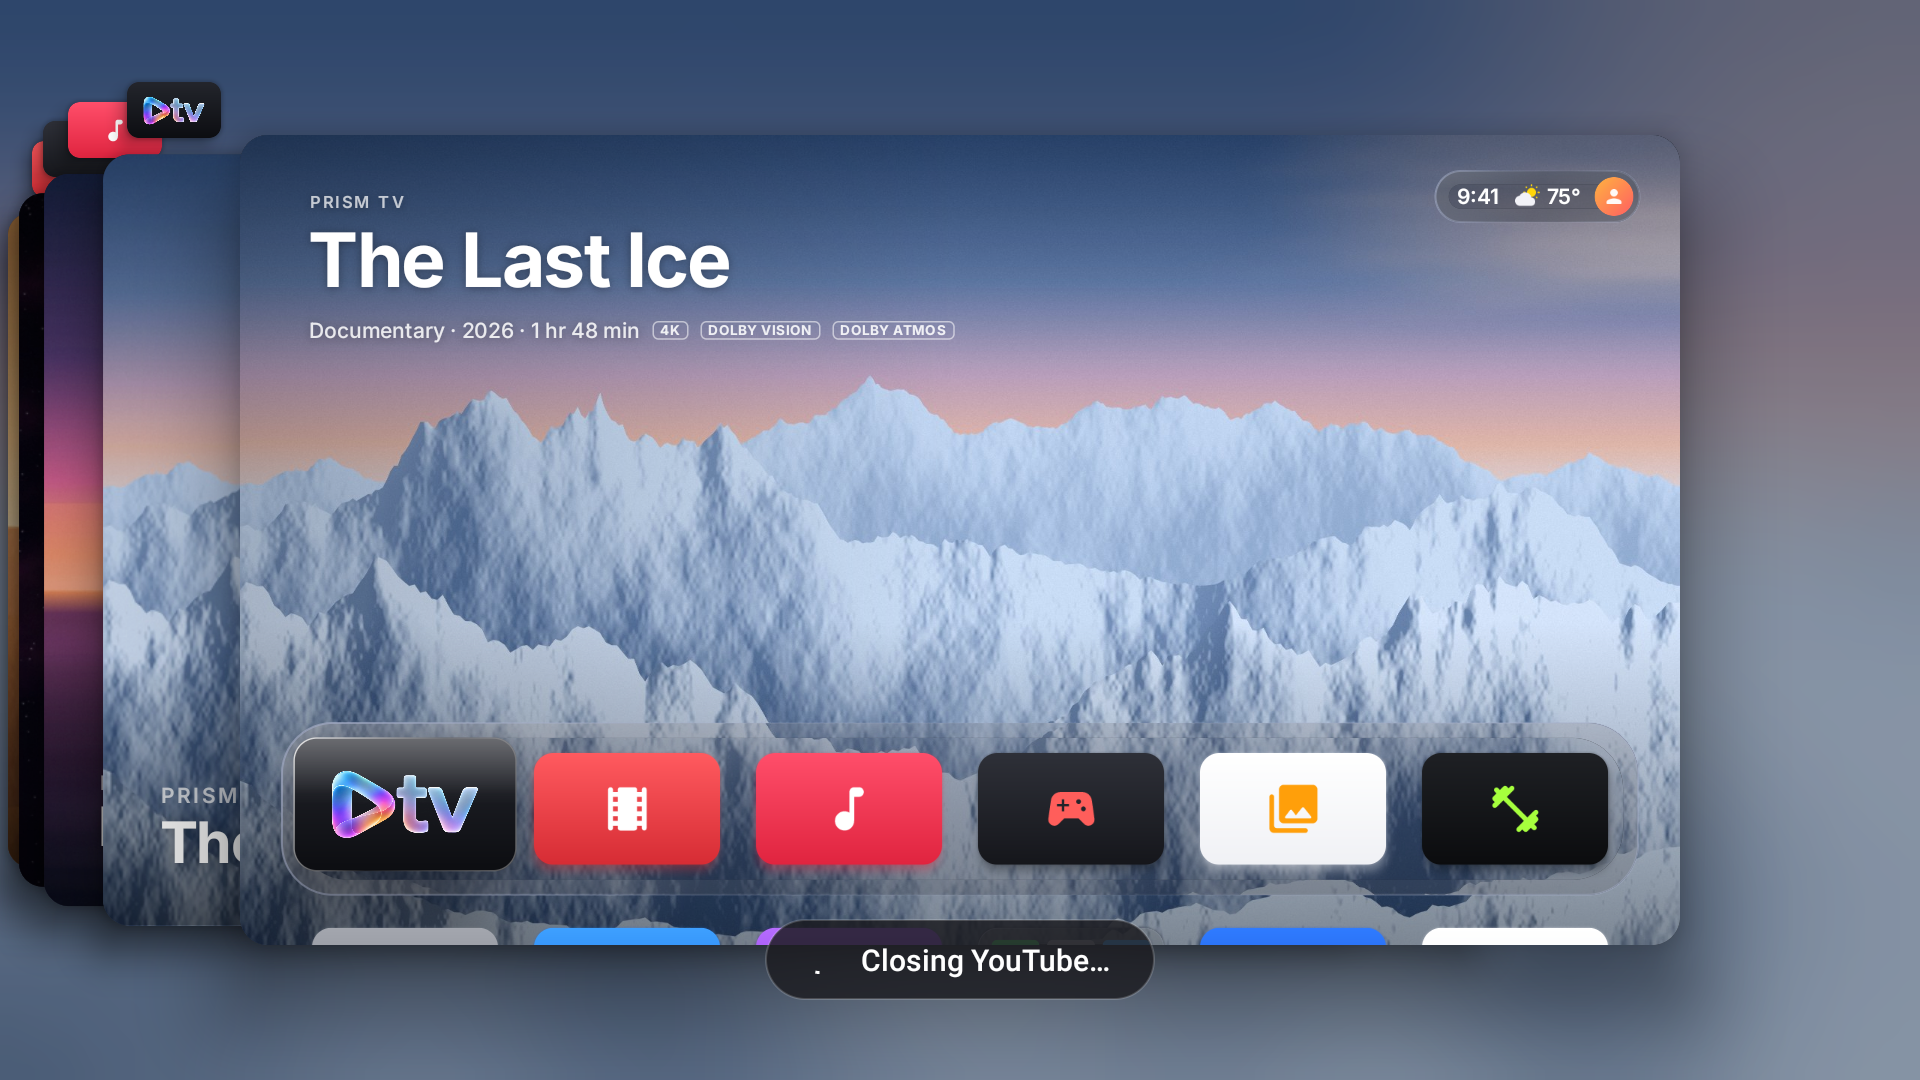 tv
PRISM TV
The Last Ice
Documentary · 2026 · 1 hr 48 min 4K DOLBY VISION DOLBY ATMOS
9:41 75°
PRISM
The
tv
Closing YouTube...